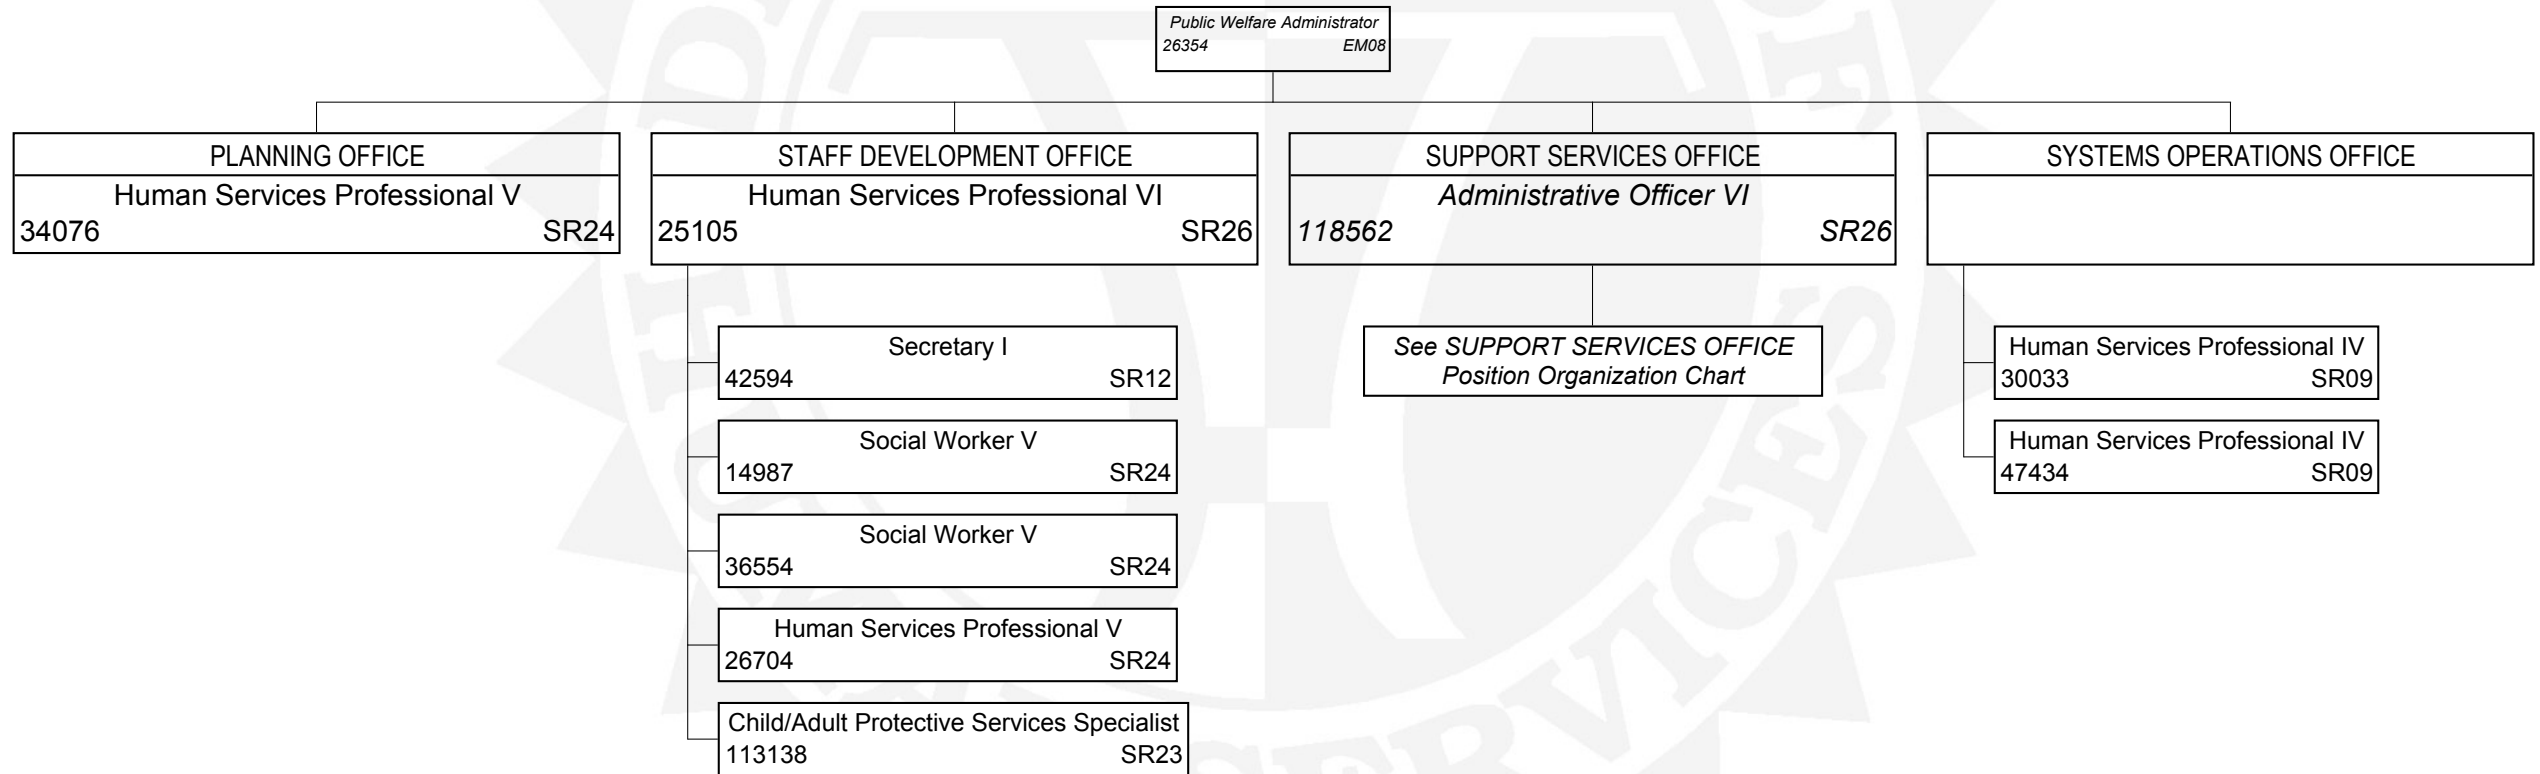 Public Welfare Administrator
26354 EM08
PLANNING OFFICE
Human Services Professional V
34076 SR24
STAFF DEVELOPMENT OFFICE
Human Services Professional VI
25105 SR26
Secretary I
42594 SR12
Social Worker V
14987 SR24
Social Worker V
36554 SR24
Human Services Professional V
26704 SR24
Child/Adult Protective Services Specialist
113138 SR23
SUPPORT SERVICES OFFICE
Administrative Officer VI
118562 SR26
See SUPPORT SERVICES OFFICE
Position Organization Chart
SYSTEMS OPERATIONS OFFICE
Human Services Professional IV
30033 SR09
Human Services Professional IV
47434 SR09
SERVICES